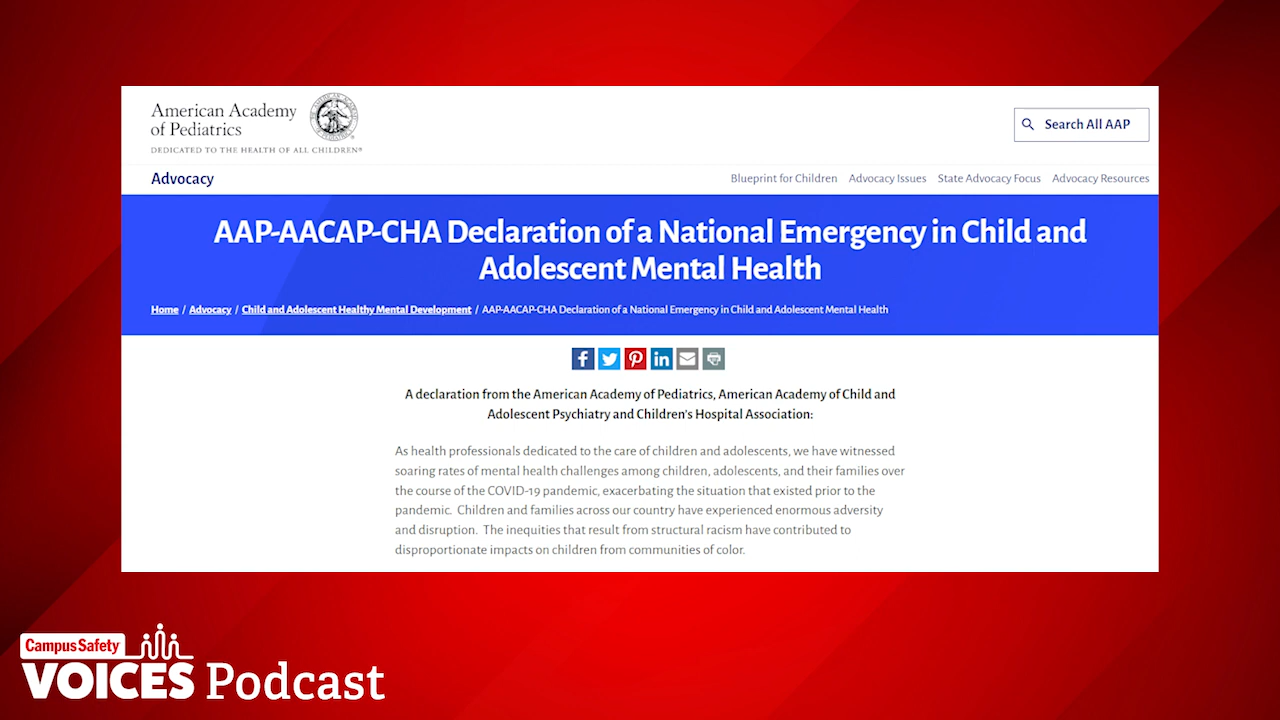 American Academy
of Pediatrics
DEDICATED TO THE HEALTH OF ALL CHILDREN®
Search All AAP
Advocacy
Blueprint for Children Advocacy Issues State Advocacy Focus Advocacy Resources
AAP-AACAP-CHA Declaration of a National Emergency in Child and
Adolescent Mental Health
Home / Advocacy / Child and Adolescent Healthy Mental Development / AAP-AACAP-CHA Declaration of a National Emergency in Child and Adolescent Mental Health
A declaration from the American Academy of Pediatrics, American Academy of Child and
Adolescent Psychiatry and Children's Hospital Association:
As health professionals dedicated to the care of children and adolescents, we have witnessed
soaring rates of mental health challenges among children, adolescents, and their families over
the course of the COVID-19 pandemic, exacerbating the situation that existed prior to the
pandemic. Children and families across our country have experienced enormous adversity
and disruption. The inequities that result from structural racism have contributed to
disproportionate impacts on children from communities of color.
Campus Safety
VOICES Podcast